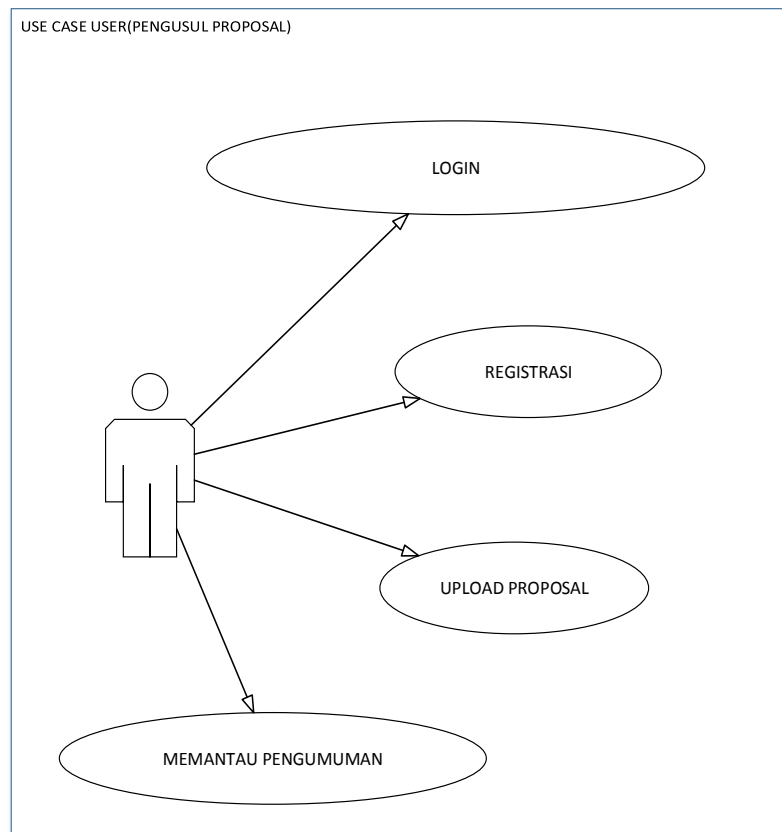 USE CASE USER(PENGUSUL PROPOSAL)
LOGIN
REGISTRASI
UPLOAD PROPOSAL
MEMANTAU PENGUMUMAN